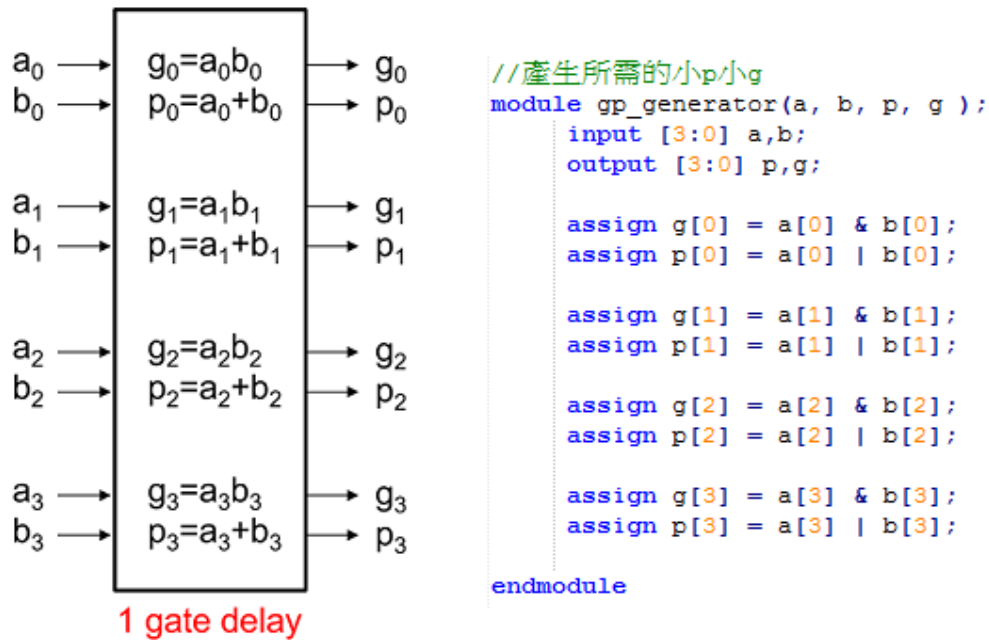 a₀ g₀=a₀b₀ g₀
b₀ p₀=a₀+b₀ p₀
a₁ g₁=a₁b₁ g₁
b₁ p₁=a₁+b₁ p₁
a₂ g₂=a₂b₂ g₂
b₂ p₂=a₂+b₂ p₂
a₃ g₃=a₃b₃ g₃
b₃ p₃=a₃+b₃ p₃
1 gate delay
//產生所需的小p小g
module gp_generator(a, b, p, g );
input [3:0] a,b;
output [3:0] p,g;
assign g[0] = a[0] & b[0];
assign p[0] = a[0] | b[0];
assign g[1] = a[1] & b[1];
assign p[1] = a[1] | b[1];
assign g[2] = a[2] & b[2];
assign p[2] = a[2] | b[2];
assign g[3] = a[3] & b[3];
assign p[3] = a[3] | b[3];
endmodule